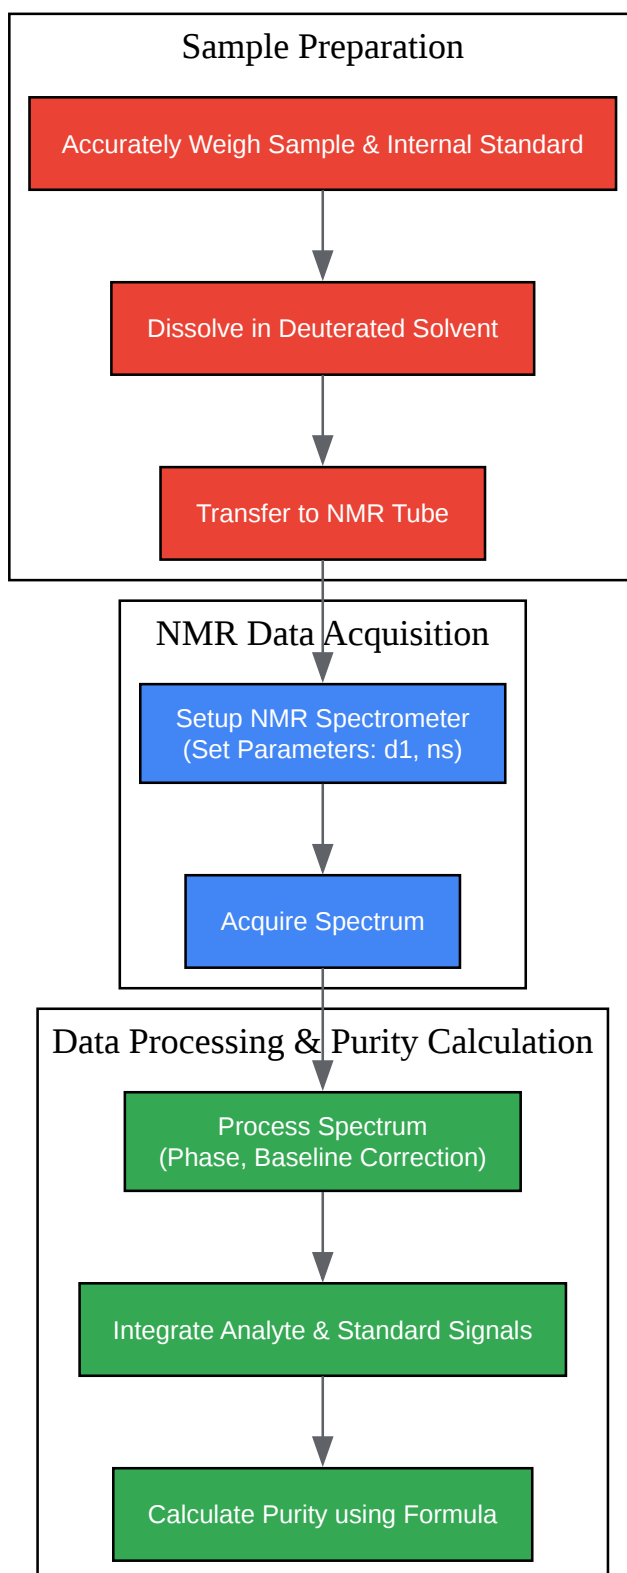 Sample Preparation
Accurately Weigh Sample & Internal Standard
Dissolve in Deuterated Solvent
Transfer to NMR Tube
NMR Data Acquisition
Setup NMR Spectrometer
(Set Parameters: d1, ns)
Acquire Spectrum
Data Processing & Purity Calculation
Process Spectrum
(Phase, Baseline Correction)
Integrate Analyte & Standard Signals
Calculate Purity using Formula